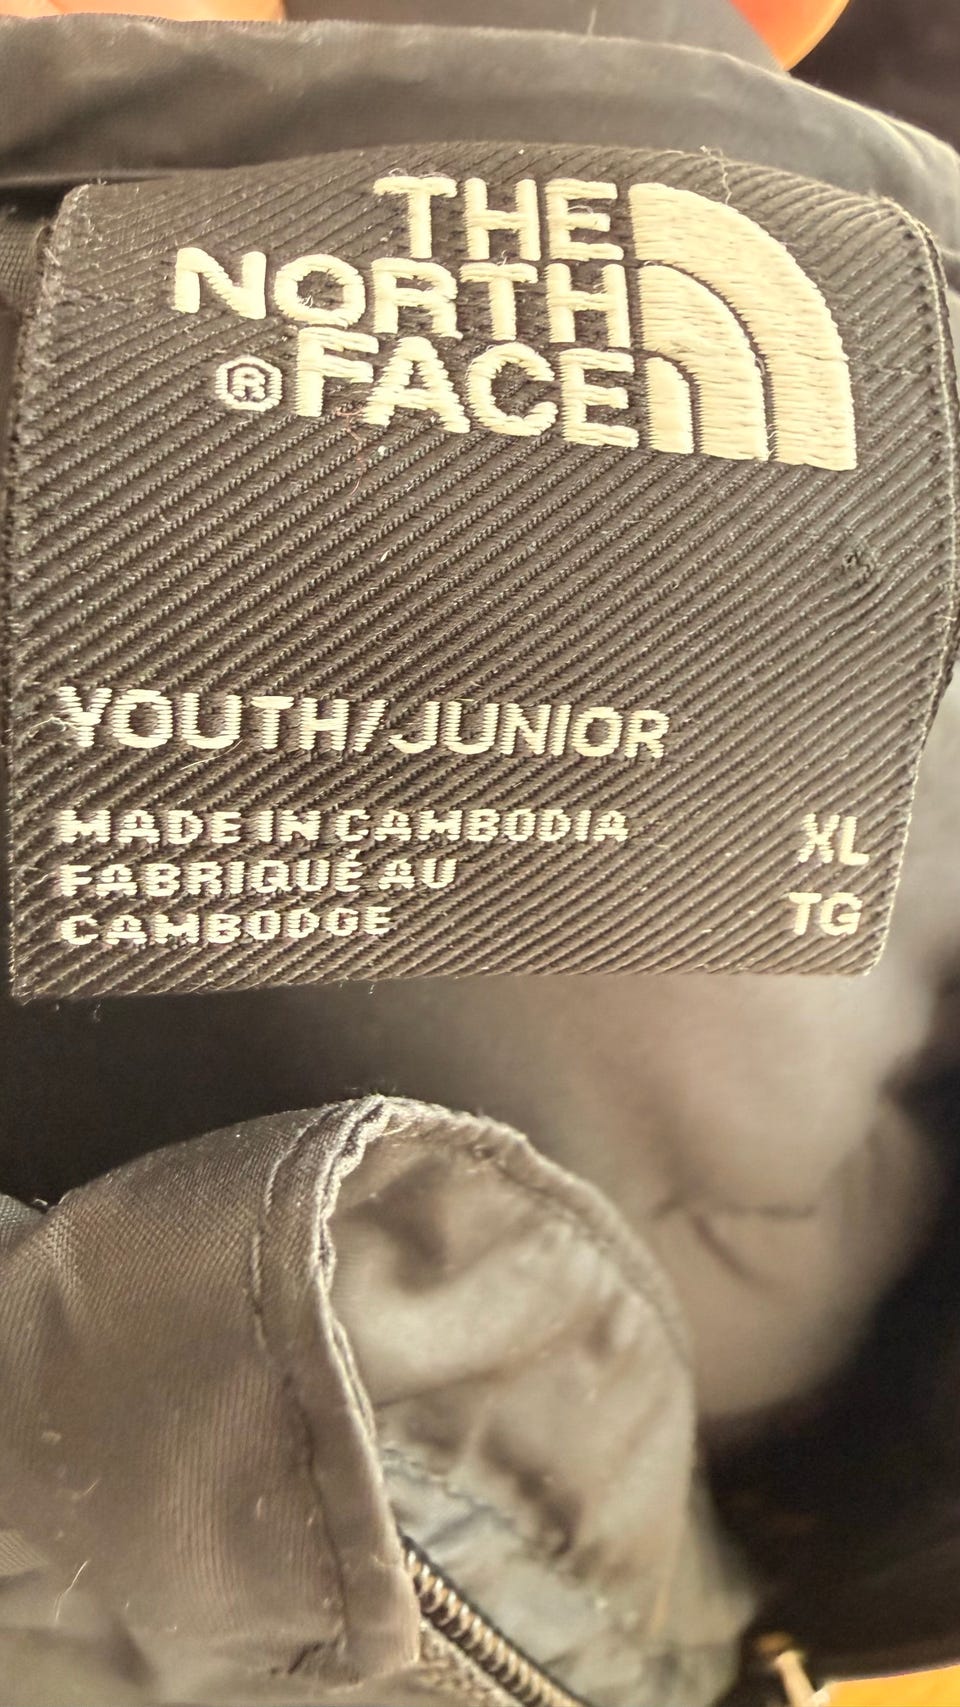 THE
NORTH
® FACE
YOUTH/JUNIOR
MADE IN CAMBODIA XL
FABRIQUÉ AU
CAMBODGE TG